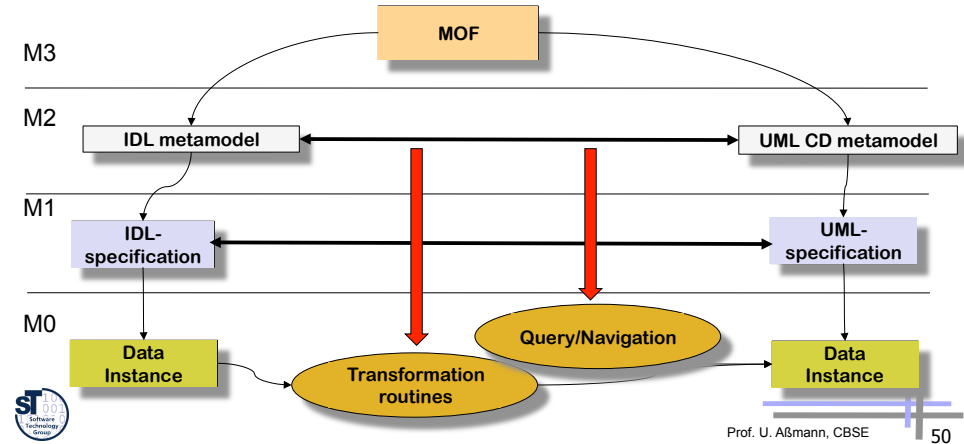 M3
MOF
M2
IDL metamodel
UML CD metamodel
M1
IDL-
specification
UML-
specification
M0
Query/Navigation
Data
Instance
Transformation
routines
Data
Instance
ST
Software
Technology
Group
Prof. U. Aßmann, CBSE
50